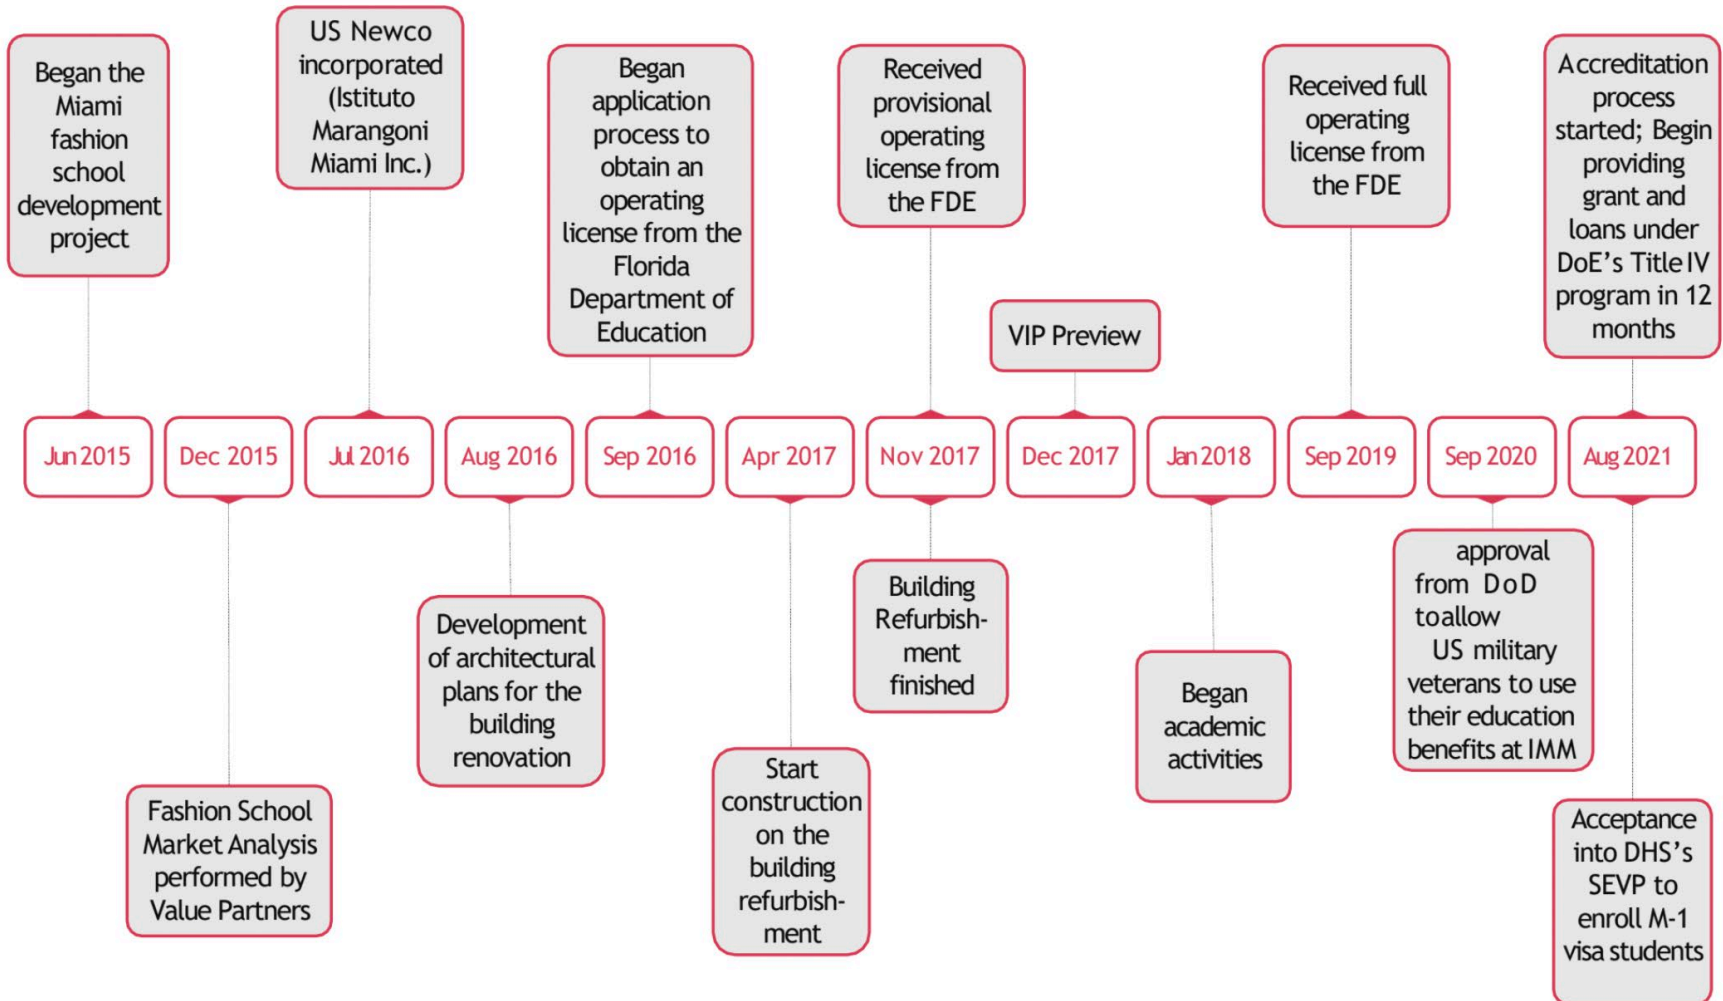 Began the
Miami
fashion
school
development
project
US Newco
incorporated
(Istituto
Marangoni
Miami Inc.)
Began
application
process to
obtain an
operating
license from the
Florida
Department of
Education
Received
provisional
operating
license from
the FDE
VIP Preview
Received full
operating
license from
the FDE
Accreditation
process
started; Begin
providing
grant and
loans under
DoE's Title IV
program in 12
months
Jun 2015
Dec 2015
Jul 2016
Aug 2016
Sep 2016
Apr 2017
Nov 2017
Dec 2017
Jan 2018
Sep 2019
Sep 2020
Aug 2021
Fashion School
Market Analysis
performed by
Value Partners
Development
of architectural
plans for the
building
renovation
Start
construction
on the
building
refurbish-
ment
Building
Refurbish-
ment
finished
Began
academic
activities
approval
from DoD
toallow
US military
veterans to use
their education
benefits at IMM
Acceptance
into DHS's
SEVP to
enroll M-1
visa students